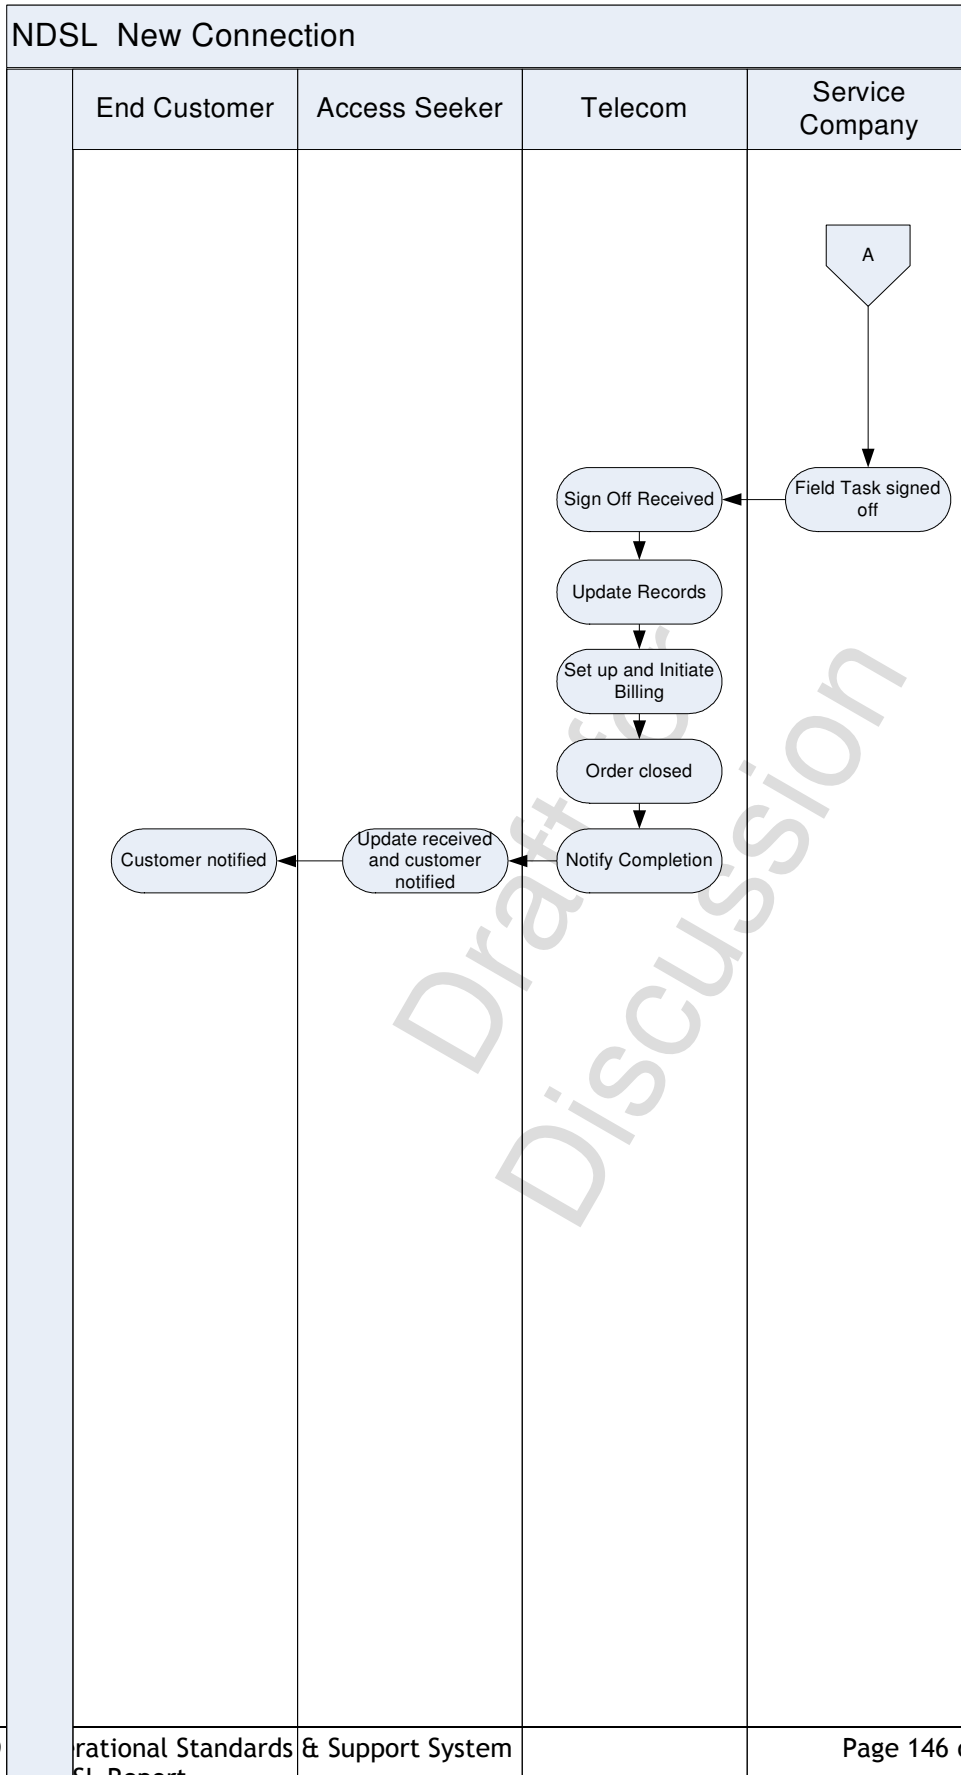 NDSL New Connection
End Customer
Access Seeker
Telecom
Service
Company
A
Field Task signed
off
Sign Off Received
Update Records
Set up and Initiate
Billing
Order closed
Notify Completion
Update received
and customer
notified
Customer notified
Draft for
Discussion
rational Standards & Support System
Page 146
Report